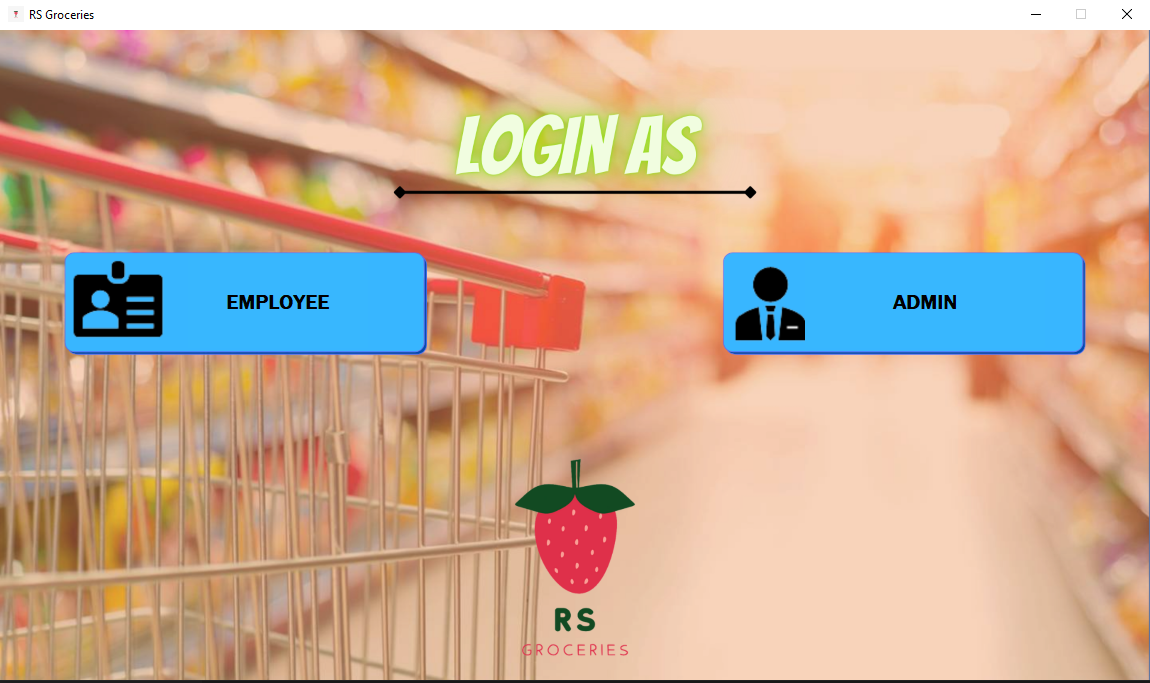 RS Groceries
LOGIN AS
EMPLOYEE
ADMIN
RS
GROCERIES